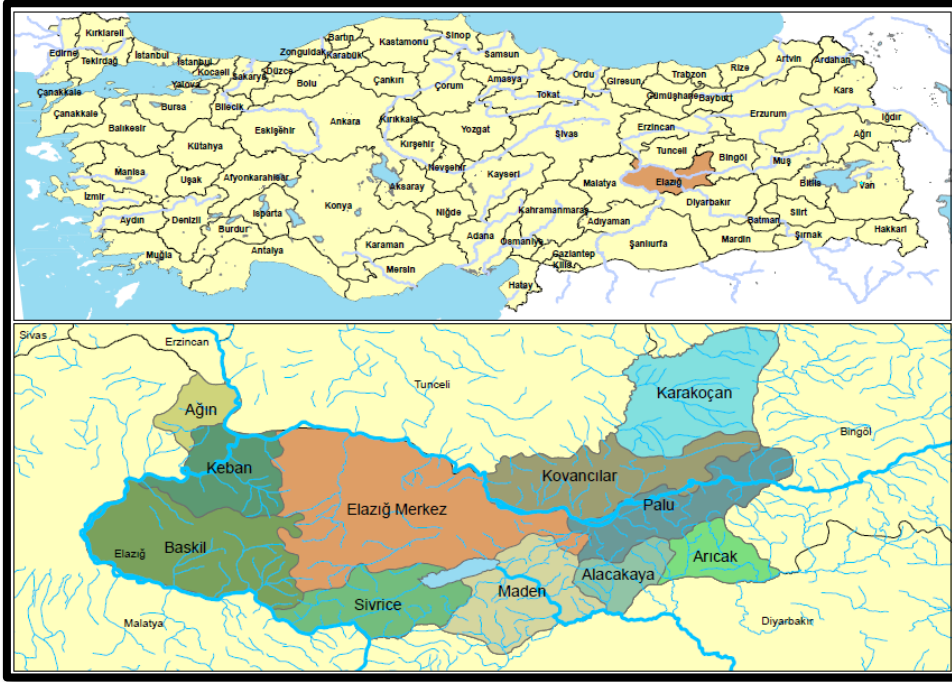 Kırklareli
Edirne
Tekirdağ
İstanbul
İstanbul
Kocaeli
Yalova
Sakarya
Düzce
Zonguldak
Bartın
Karabük
Kastamonu
Sinop
Samsun
Bolu
Çankırı
Çorum
Amasya
Tokat
Ordu
Giresun
Trabzon
Rize
Artvin
Ardahan
Gümüşhane
Bayburt
Kars
Iğdır
Çanakkale
Çanakkale
Bursa
Bilecik
Balıkesir
Kütahya
Eskişehir
Ankara
Kırıkkale
Kırşehir
Yozgat
Sivas
Erzincan
Erzurum
Ağrı
Tunceli
Bingöl
Muş
Bitlis
Van
Manisa
Uşak
Afyonkarahisar
Aksaray
Nevşehir
Kayseri
Malatya
Elazığ
Diyarbakır
İzmir
Aydın
Denizli
Isparta
Burdur
Konya
Niğde
Kahramanmaraş
Adıyaman
Batman
Siirt
Şırnak
Hakkari
Muğla
Antalya
Karaman
Mersin
Adana
Osmaniye
Gaziantep
Kilis
Şanlıurfa
Mardin
Hatay
Sivas
Erzincan
Tunceli
Karakoçan
Ağın
Bingöl
Keban
Kovancılar
Elazığ Merkez
Palu
Elazığ
Baskil
Arıcak
Alacakaya
Maden
Sivrice
Malatya
Diyarbakır